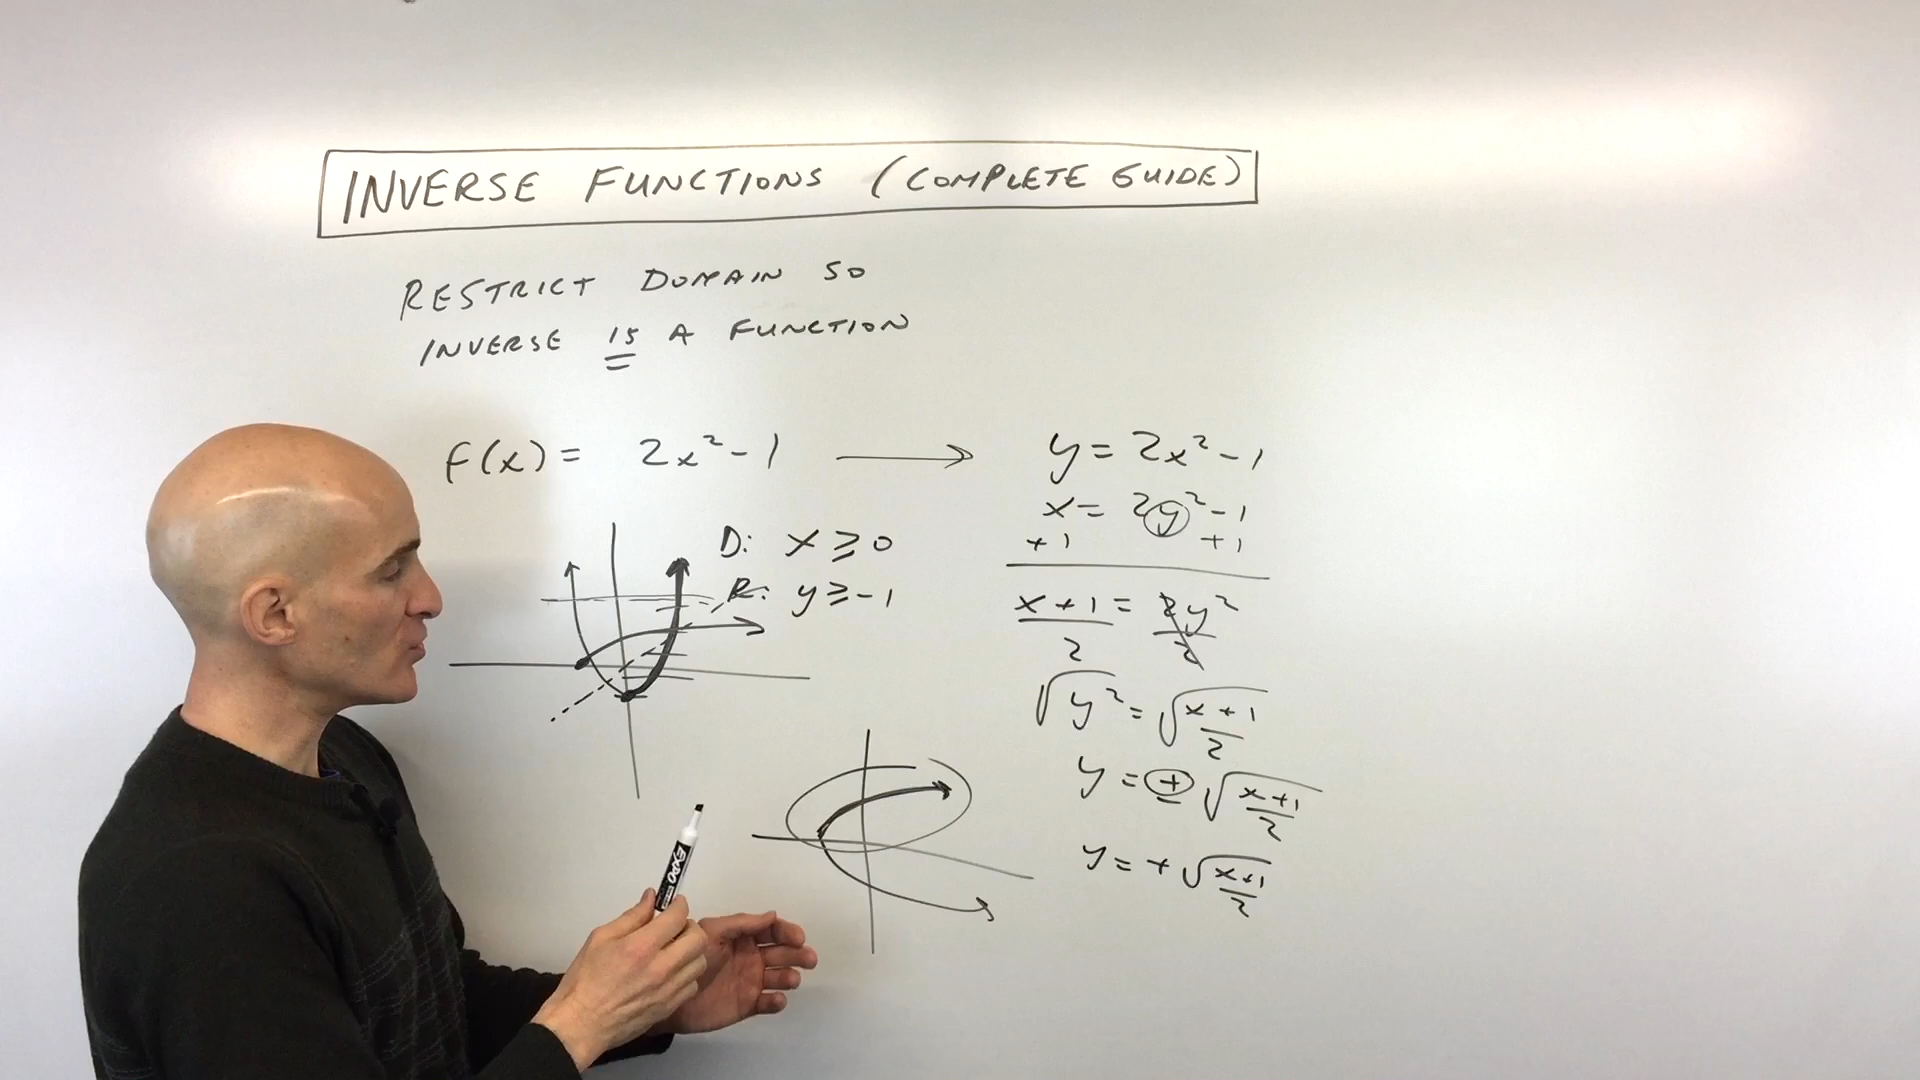 INVERSE FUNCTIONS (COMPLETE GUIDE)
RESTRICT DOMAIN SO
INVERSE IS A FUNCTION
f(x) = 2x² - 1 → y = 2x² - 1
x = 2y² - 1
+1 +1
D: x ≥ 0
R: y ≥ -1
x + 1 / 2 = 2y² / 2
√y² = √(x + 1 / 2)
y = ± √(x+1 / 2)
y = + √(x+1 / 2)
EXPO